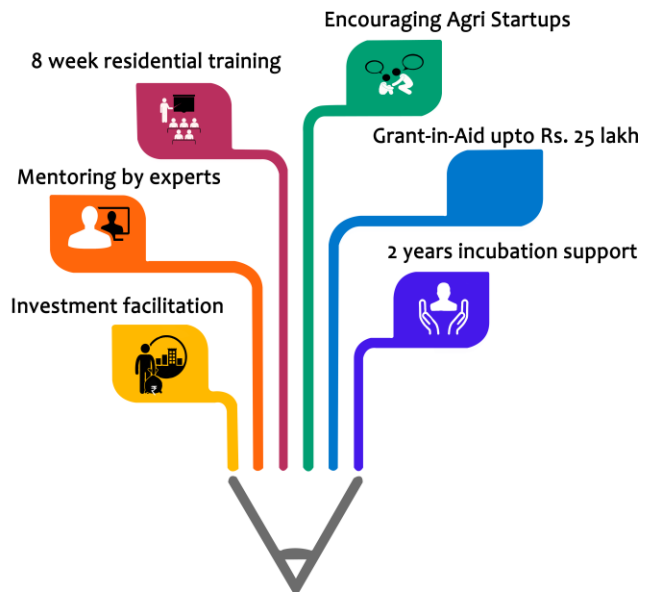 Encouraging Agri Startups
8 week residential training
Grant-in-Aid upto Rs. 25 lakh
Mentoring by experts
2 years incubation support
Investment facilitation
₹